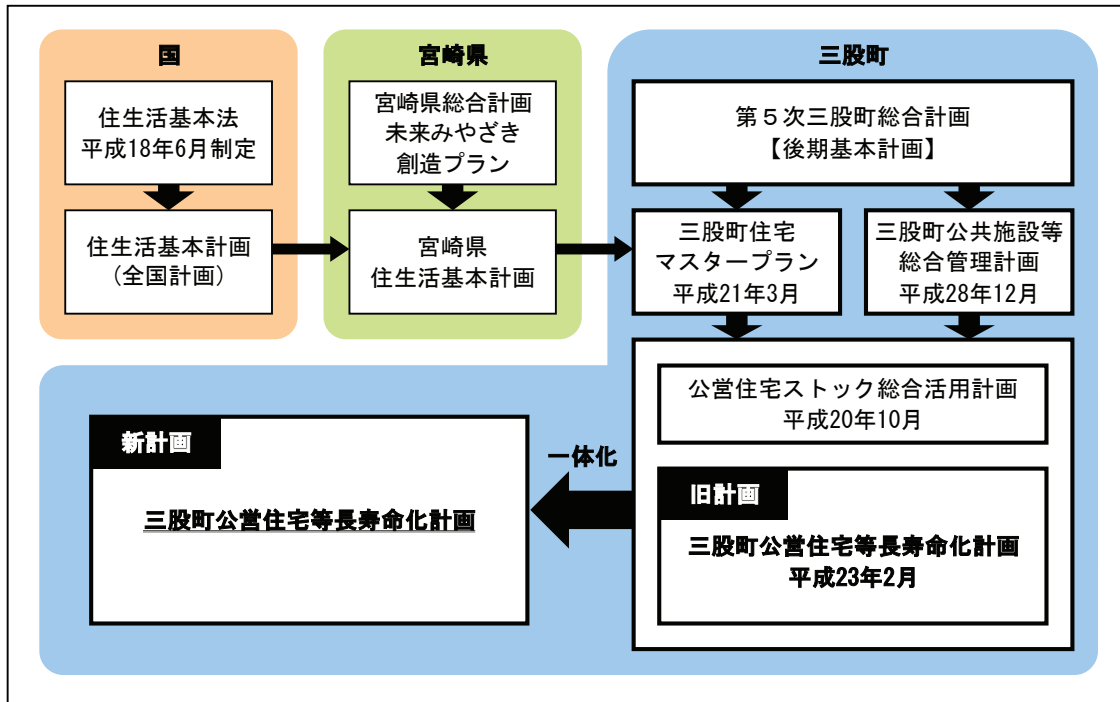 国
住生活基本法
平成18年6月制定
住生活基本計画
(全国計画)
宮崎県
宮崎県総合計画
未来みやざき
創造プラン
宮崎県
住生活基本計画
三股町
第5次三股町総合計画
【後期基本計画】
三股町住宅
マスタープラン
平成21年3月
三股町公共施設等
総合管理計画
平成28年12月
公営住宅ストック総合活用計画
平成20年10月
旧計画
三股町公営住宅等長寿命化計画
平成23年2月
一体化
新計画
三股町公営住宅等長寿命化計画